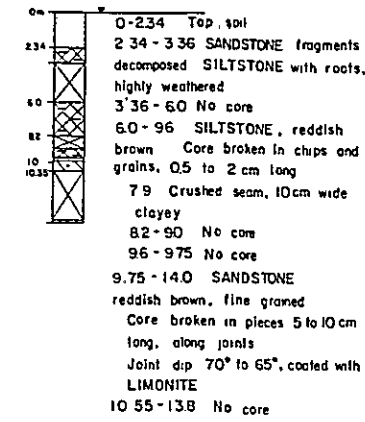 0m
2.34
6.0
8.2
10
10.35
0-2.34 Top, soil
2 34-3 36 SANDSTONE fragments
decomposed SILTSTONE with roots,
highly weathered
3'36-6.0 No core
6.0-96 SILTSTONE, reddish
brown Core broken in chips and
grains, 0.5 to 2 cm long
7 9 Crushed seam, 10cm wide
clayey
8.2-90 No core
9.6-9.75 No core
9.75-14.0 SANDSTONE
reddish brown, fine grained
Core broken in pieces 5 to 10 cm
long, along joints
Joint dip 70° to 65°, coated with
LIMONITE
10 55-13.8 No core